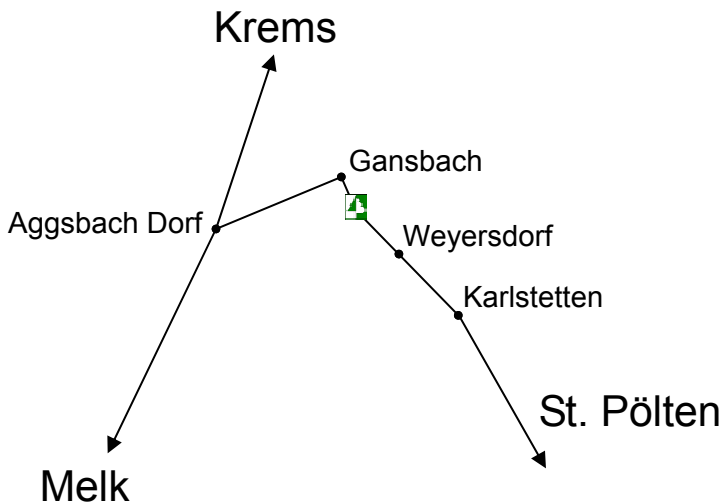 Krems
Gansbach
Aggsbach Dorf
Weyersdorf
Karlstetten
St. Pölten
Melk